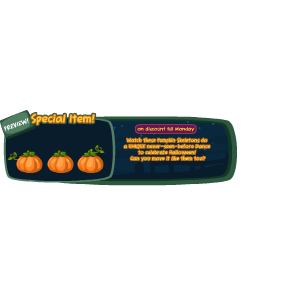 PREVIEW!
Special Item!
on discount till Monday
Watch these Pumpkin Skeletons do
a UNIQUE never-seen-before Dance
to celebrate Halloween!
Can you move it like them too?